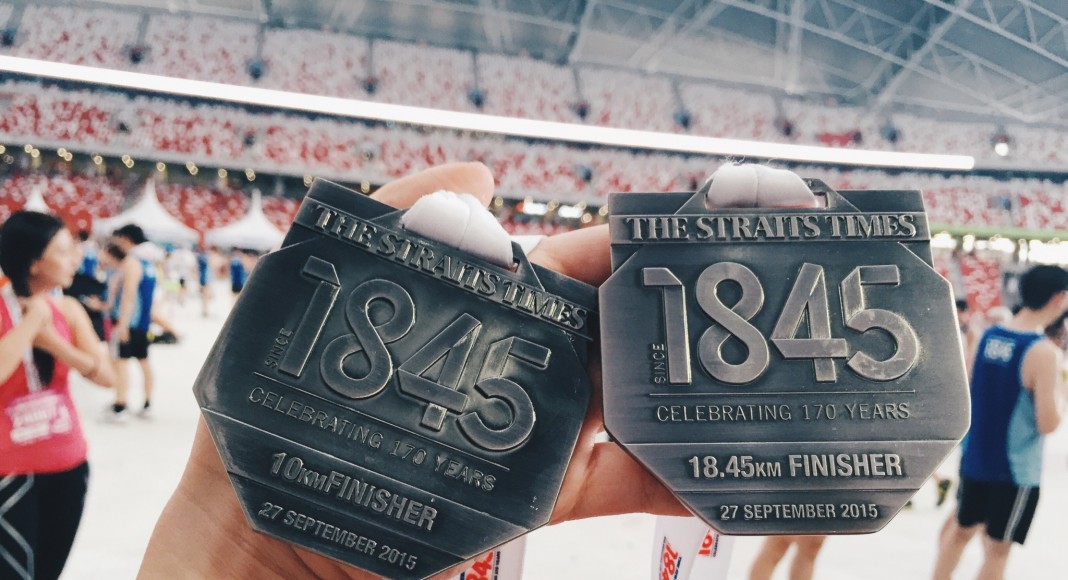 THE STRAITS TIMES
SINCE 1845
CELEBRATING 170 YEARS
10KM FINISHER
27 SEPTEMBER 2015
THE STRAITS TIMES
SINCE 1845
CELEBRATING 170 YEARS
18.45KM FINISHER
27 SEPTEMBER 2015